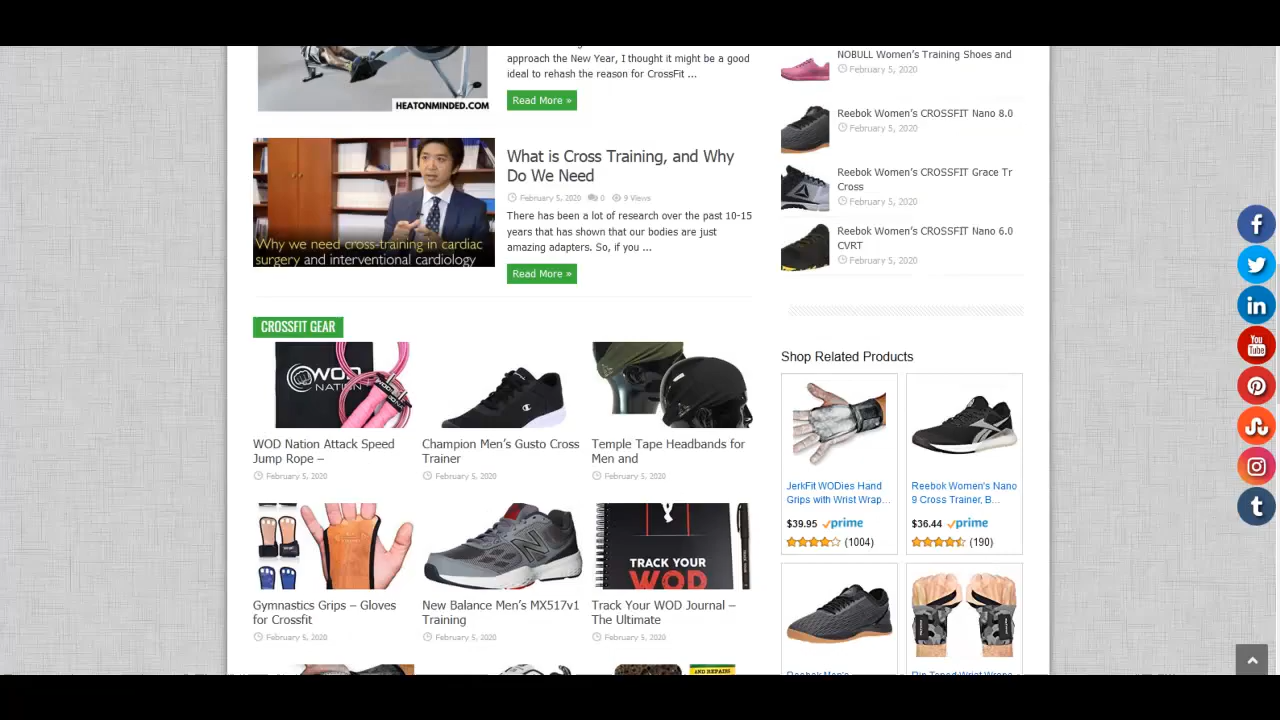 approach the New Year, I thought it might be a good
ideal to rehash the reason for CrossFit ...
Read More »
HEATONMINDED.COM
What is Cross Training, and Why
Do We Need
February 5, 2020 0 9 Views
There has been a lot of research over the past 10-15
years that has shown that our bodies are just
amazing adapters. So, if you ...
Read More »
Why we need cross-training in cardiac
surgery and interventional cardiology
CROSSFIT GEAR
WOD
NATION
WOD Nation Attack Speed
Jump Rope –
February 5, 2020
Champion Men's Gusto Cross
Trainer
February 5, 2020
Temple Tape Headbands for
Men and
February 5, 2020
Gymnastics Grips – Gloves
for Crossfit
February 5, 2020
New Balance Men's MX517v1
Training
February 5, 2020
TRACK YOUR
WOD
Track Your WOD Journal –
The Ultimate
February 5, 2020
AND REPAIRS
NOBULL Women's Training Shoes and
February 5, 2020
Reebok Women's CROSSFIT Nano 8.0
February 5, 2020
Reebok Women's CROSSFIT Grace Tr
Cross
February 5, 2020
Reebok Women's CROSSFIT Nano 6.0
CVRT
February 5, 2020
Shop Related Products
JerkFit WODies Hand
Grips with Wrist Wrap...
$39.95 prime
(1004)
Reebok Women's Nano
9 Cross Trainer, B...
$36.44 prime
(190)
You
Tube